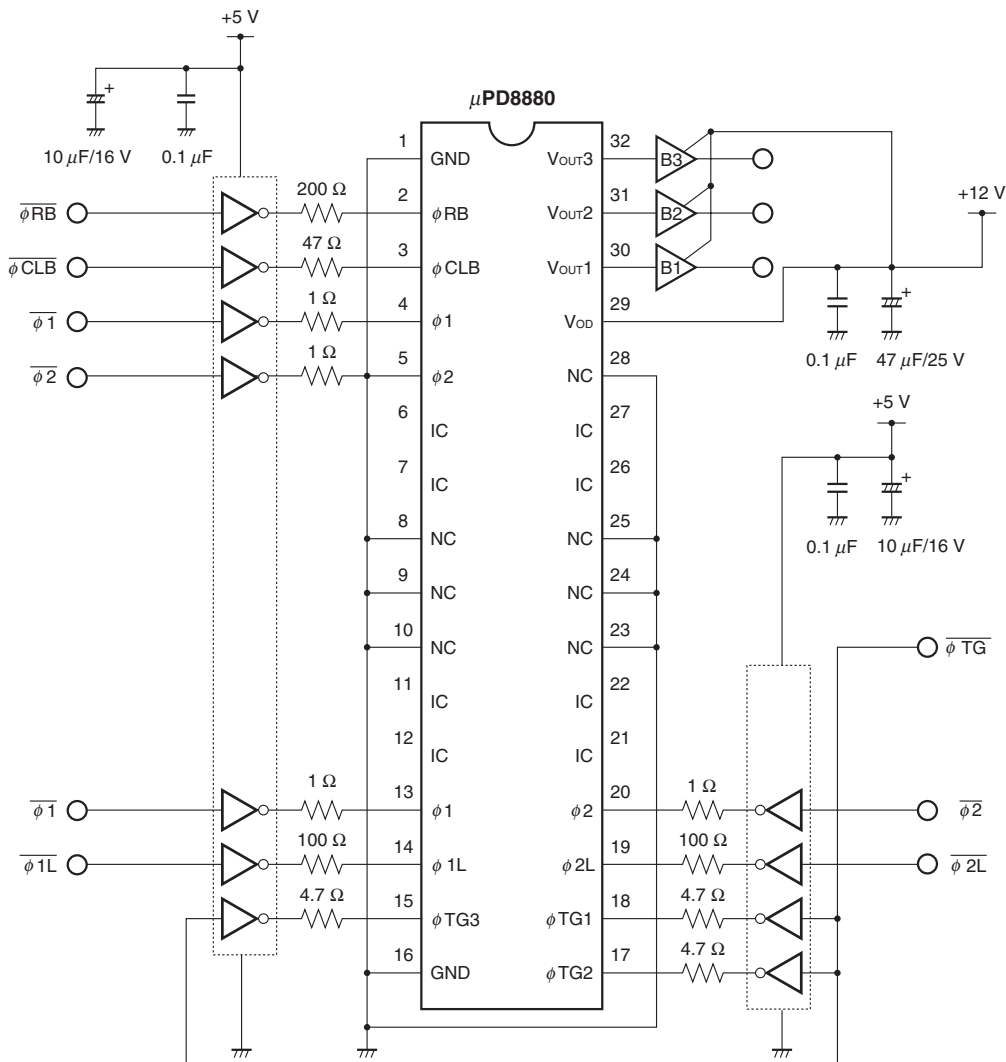 +5 V
+
10 μF/16 V
0.1 μF
μPD8880
1
GND
VOUT3
32
B3
φRB
200 Ω
2
φRB
VOUT2
31
B2
+12 V
φCLB
47 Ω
3
φCLB
VOUT1
30
B1
φ1
1 Ω
4
φ1
VOD
29
+
0.1 μF
47 μF/25 V
φ2
1 Ω
5
φ2
NC
28
+5 V
6
IC
IC
27
7
IC
IC
26
+
0.1 μF
10 μF/16 V
8
NC
NC
25
9
NC
NC
24
10
NC
NC
23
φTG
11
IC
IC
22
12
IC
IC
21
φ1
1 Ω
13
φ1
φ2
20
1 Ω
φ2
φ1L
100 Ω
14
φ1L
φ2L
19
100 Ω
φ2L
4.7 Ω
15
φTG3
φTG1
18
4.7 Ω
16
GND
φTG2
17
4.7 Ω